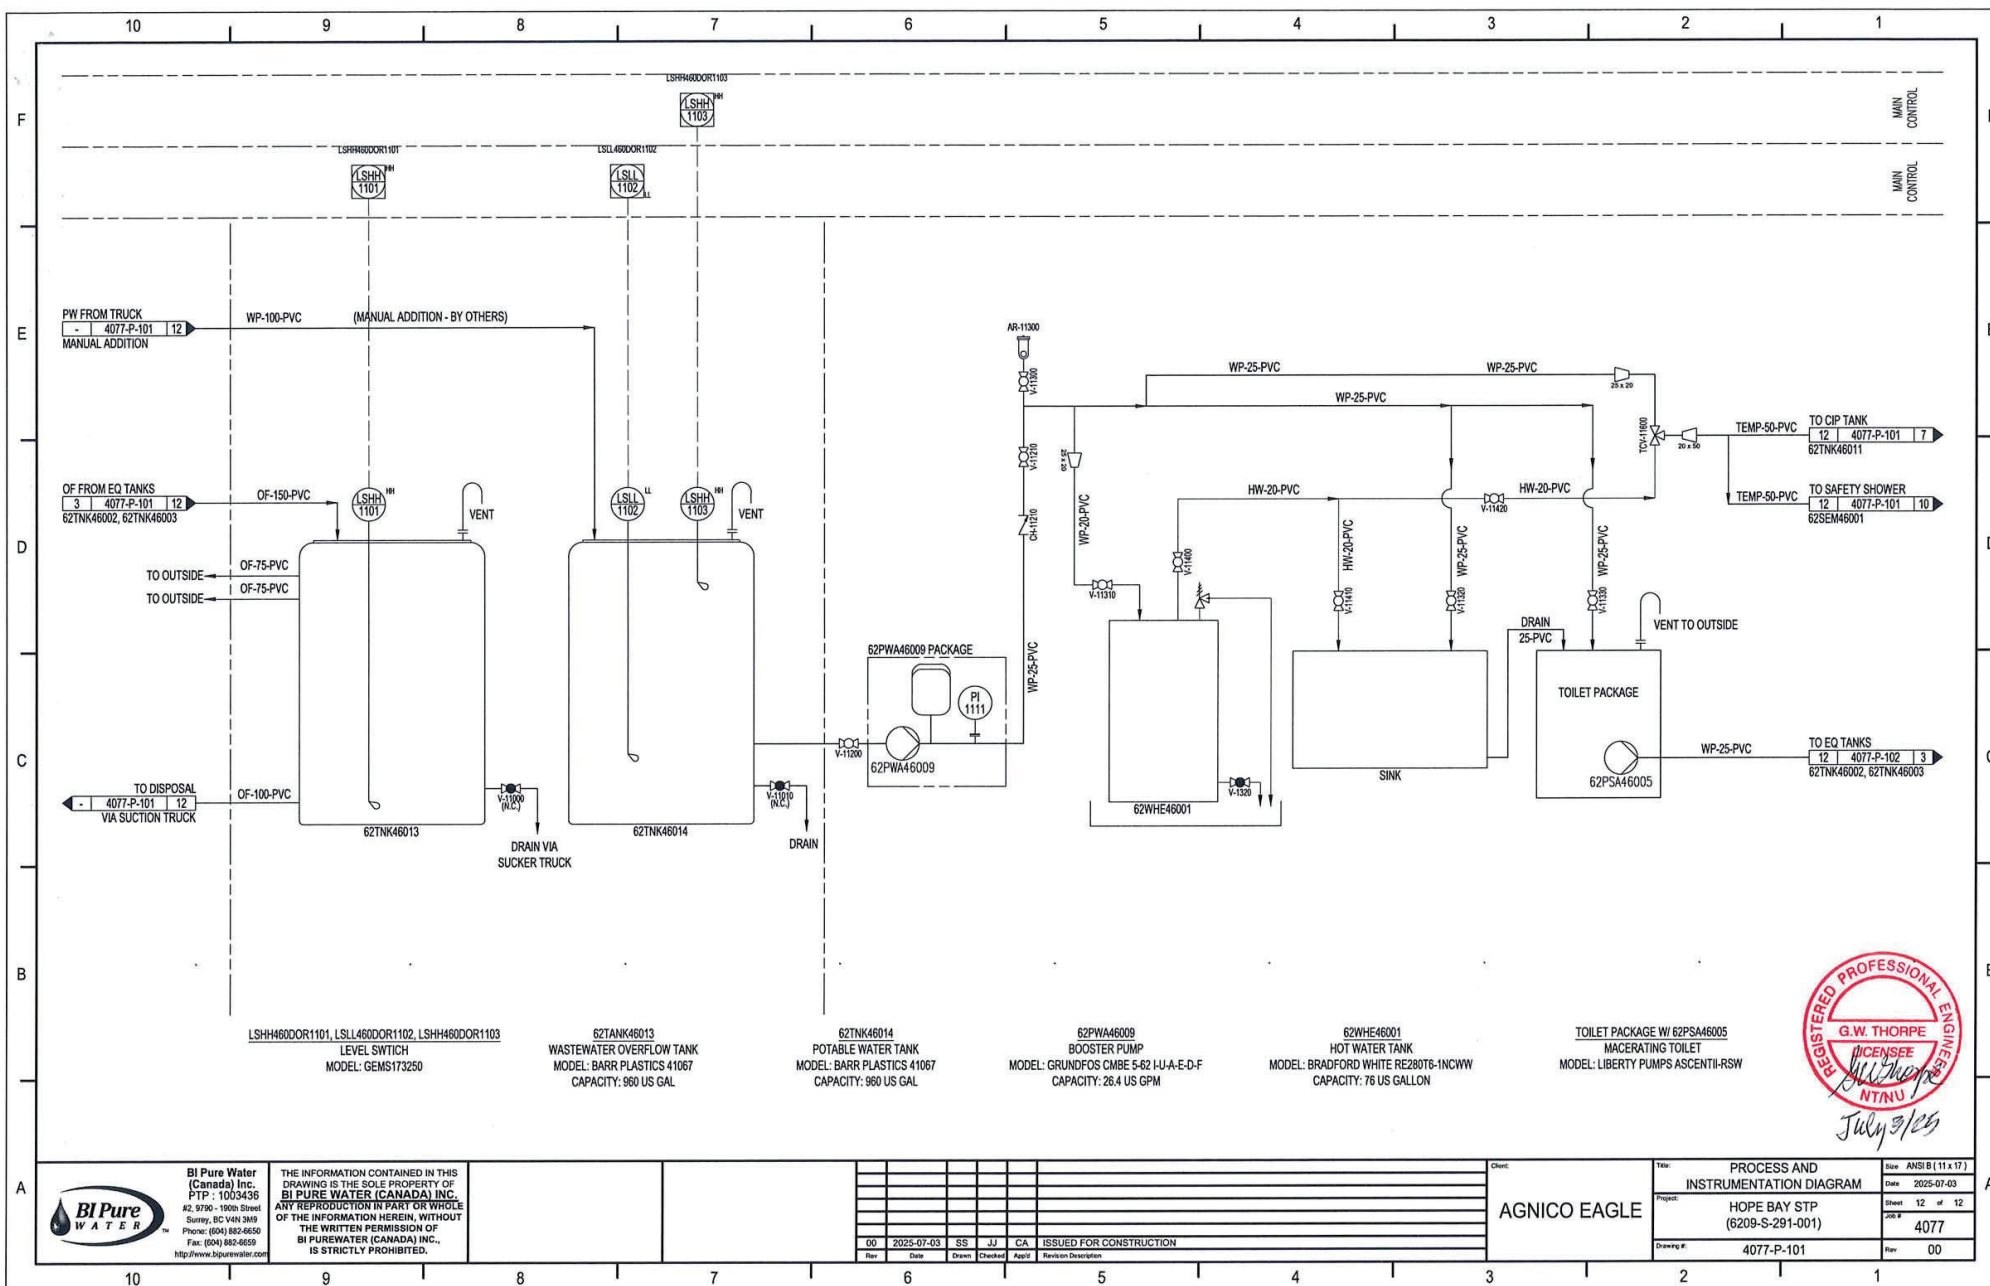 10 9 8 7 6 5 4 3 2 1
F
E
D
C
B
A
LSHH460DOR1103
LSHH HH
1103
MAIN
CONTROL
LSHH460DOR1101
LSHH HH
1101
LSLL460DOR1102
LSLL
1102 LL
MAIN
CONTROL
PW FROM TRUCK
- 4077-P-101 12
MANUAL ADDITION
WP-100-PVC
(MANUAL ADDITION - BY OTHERS)
AR-11300
V-11300
WP-25-PVC
WP-25-PVC
25 x 20
WP-25-PVC
TCV-11600
20 x 50
TEMP-50-PVC
TO CIP TANK
12 4077-P-101 7
62TNK46011
V-11210
25 x 20
OF FROM EQ TANKS
3 4077-P-101 12
62TNK46002, 62TNK46003
OF-150-PVC
LSHH HH
1101
VENT
LSLL LL
1102
LSHH HH
1103
VENT
CH-11210
WP-20-PVC
HW-20-PVC
V-11420
HW-20-PVC
TEMP-50-PVC
TO SAFETY SHOWER
12 4077-P-101 10
62SEM46001
TO OUTSIDE
OF-75-PVC
TO OUTSIDE
OF-75-PVC
V-11310
V-11400
HW-20-PVC
V-11410
WP-25-PVC
V-11320
WP-25-PVC
V-11330
DRAIN
25-PVC
VENT TO OUTSIDE
62PWA46009 PACKAGE
PI
1111
WP-25-PVC
V-11200
62PWA46009
TOILET PACKAGE
62PSA46005
WP-25-PVC
TO EQ TANKS
12 4077-P-102 3
62TNK46002, 62TNK46003
SINK
TO DISPOSAL
- 4077-P-101 12
VIA SUCTION TRUCK
OF-100-PVC
62TNK46013
V-11000
(N.C.)
DRAIN VIA
SUCKER TRUCK
62TNK46014
V-11010
(N.C.)
DRAIN
62WHE46001
V-1320
LSHH460DOR1101, LSLL460DOR1102, LSHH460DOR1103
LEVEL SWTICH
MODEL: GEMS173250
62TANK46013
WASTEWATER OVERFLOW TANK
MODEL: BARR PLASTICS 41067
CAPACITY: 960 US GAL
62TNK46014
POTABLE WATER TANK
MODEL: BARR PLASTICS 41067
CAPACITY: 960 US GAL
62PWA46009
BOOSTER PUMP
MODEL: GRUNDFOS CMBE 5-62 I-U-A-E-D-F
CAPACITY: 26.4 US GPM
62WHE46001
HOT WATER TANK
MODEL: BRADFORD WHITE RE280T6-1NCWW
CAPACITY: 76 US GALLON
TOILET PACKAGE W/ 62PSA46005
MACERATING TOILET
MODEL: LIBERTY PUMPS ASCENTII-RSW
REGISTERED PROFESSIONAL ENGINEER
G.W. THORPE
LICENSEE
GW Thorpe
NT/NU
July 3/25
BI Pure
WATER
TM
BI Pure Water
(Canada) Inc.
PTP : 1003436
#2, 9790 - 190th Street
Surrey, BC V4N 3M9
Phone: (604) 882-6650
Fax: (604) 882-6659
http://www.bipurewater.com
THE INFORMATION CONTAINED IN THIS
DRAWING IS THE SOLE PROPERTY OF
BI PURE WATER (CANADA) INC.
ANY REPRODUCTION IN PART OR WHOLE
OF THE INFORMATION HEREIN, WITHOUT
THE WRITTEN PERMISSION OF
BI PUREWATER (CANADA) INC.,
IS STRICTLY PROHIBITED.
00 2025-07-03 SS JJ CA ISSUED FOR CONSTRUCTION
Rev Date Drawn Checked App'd Revision Description
Client:
AGNICO EAGLE
Title:
PROCESS AND
INSTRUMENTATION DIAGRAM
Project:
HOPE BAY STP
(6209-S-291-001)
Drawing #:
4077-P-101
Size ANSI B ( 11 x 17 )
Date 2025-07-03
Sheet 12 of 12
Job #
4077
Rev 00
10 9 8 7 6 5 4 3 2 1